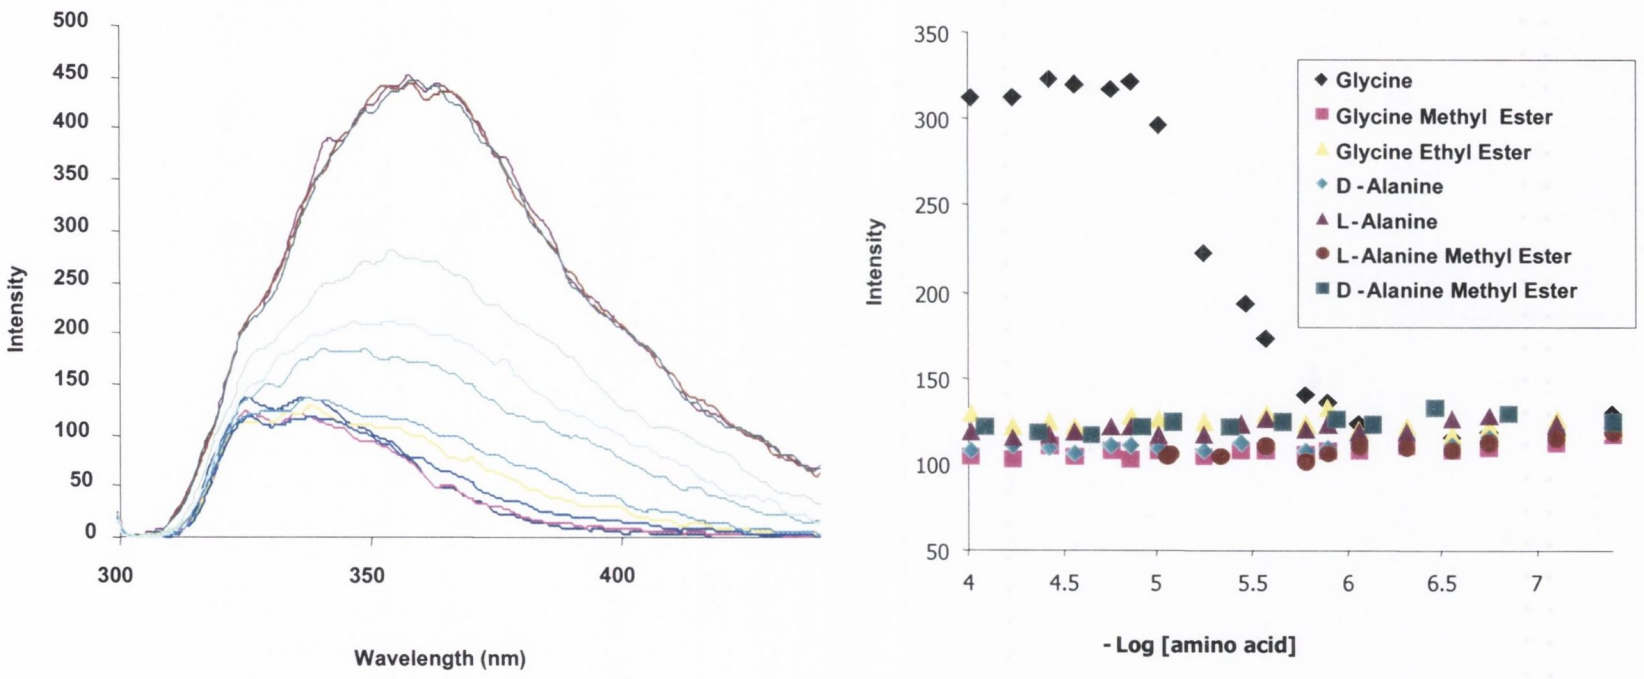 500
450
400
350
300
250
200
150
100
50
0
Intensity
300 350 400
Wavelength (nm)
350
300
250
200
150
100
50
Intensity
4 4.5 5 5.5 6 6.5 7
- Log [amino acid]
Glycine
Glycine Methyl Ester
Glycine Ethyl Ester
D -Alanine
L-Alanine
L-Alanine Methyl Ester
D -Alanine Methyl Ester